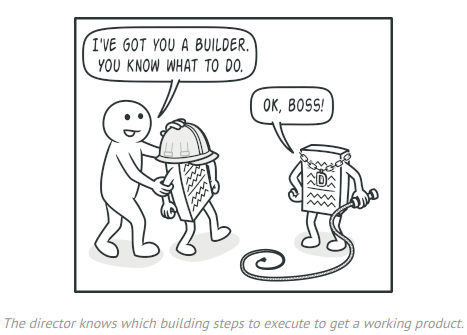 I'VE GOT YOU A BUILDER.
YOU KNOW WHAT TO DO.
OK, BOSS!
D
The director knows which building steps to execute to get a working product.